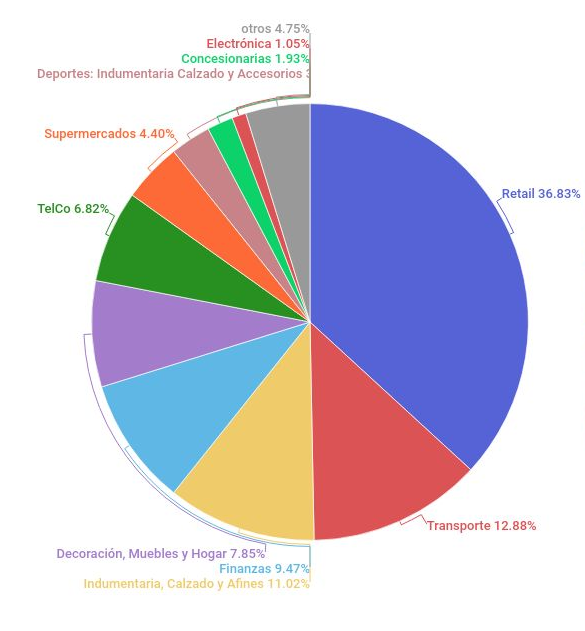 otros 4.75%
Electrónica 1.05%
Concesionarias 1.93%
Deportes: Indumentaria Calzado y Accesorios
Supermercados 4.40%
Retail 36.83%
TelCo 6.82%
Transporte 12.88%
Decoración, Muebles y Hogar 7.85%
Finanzas 9.47%
Indumentaria, Calzado y Afines 11.02%